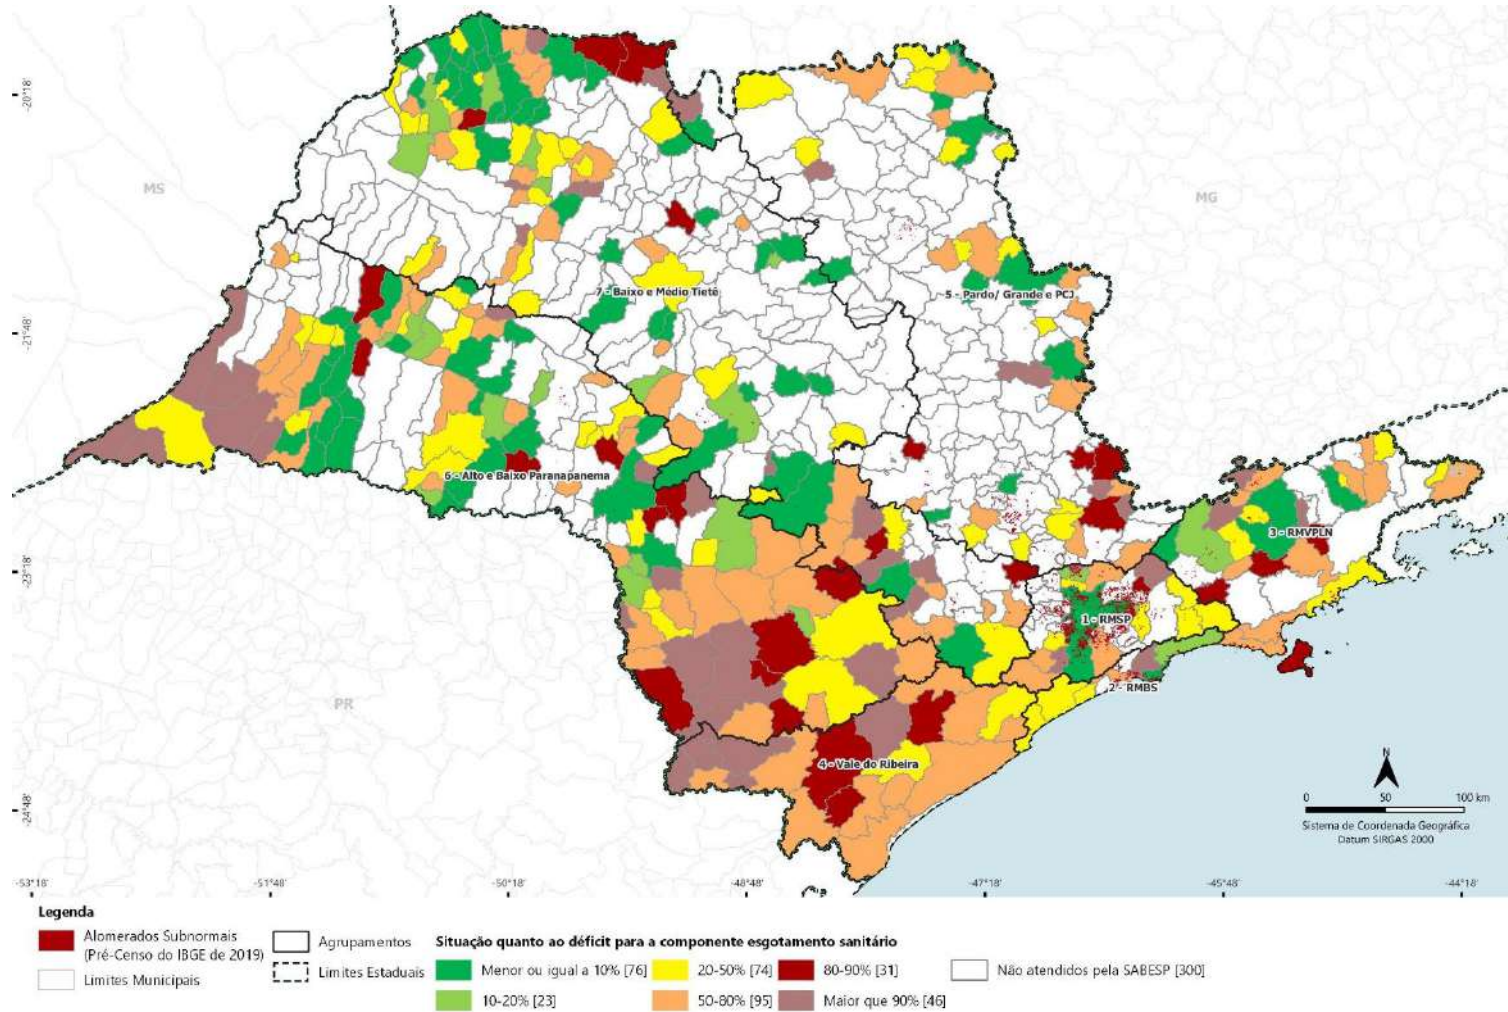 -20°18'
-21°48'
-23°18'
-24°48'
MS
MG
PR
7 - Baixo e Médio Tietê
5 - Pardo/ Grande e PCJ
6 - Alto e Baixo Paranapanema
3 - RMVPLN
1 - RMSP
2 - RMBS
4 - Vale do Ribeira
N
0 50 100 km
Sistema de Coordenada Geográfica
Datum SIRGAS 2000
-53°18' -51°48' -50°18' -48°48' -47°18' -45°48' -44°18'
Legenda
Alomerados Subnormais
(Pré-Censo do IBGE de 2019)
Limites Municipais
Agrupamentos
Limites Estaduais
Situação quanto ao déficit para a componente esgotamento sanitário
Menor ou igual a 10% [76]
10-20% [23]
20-50% [74]
50-80% [95]
80-90% [31]
Maior que 90% [46]
Não atendidos pela SABESP [300]